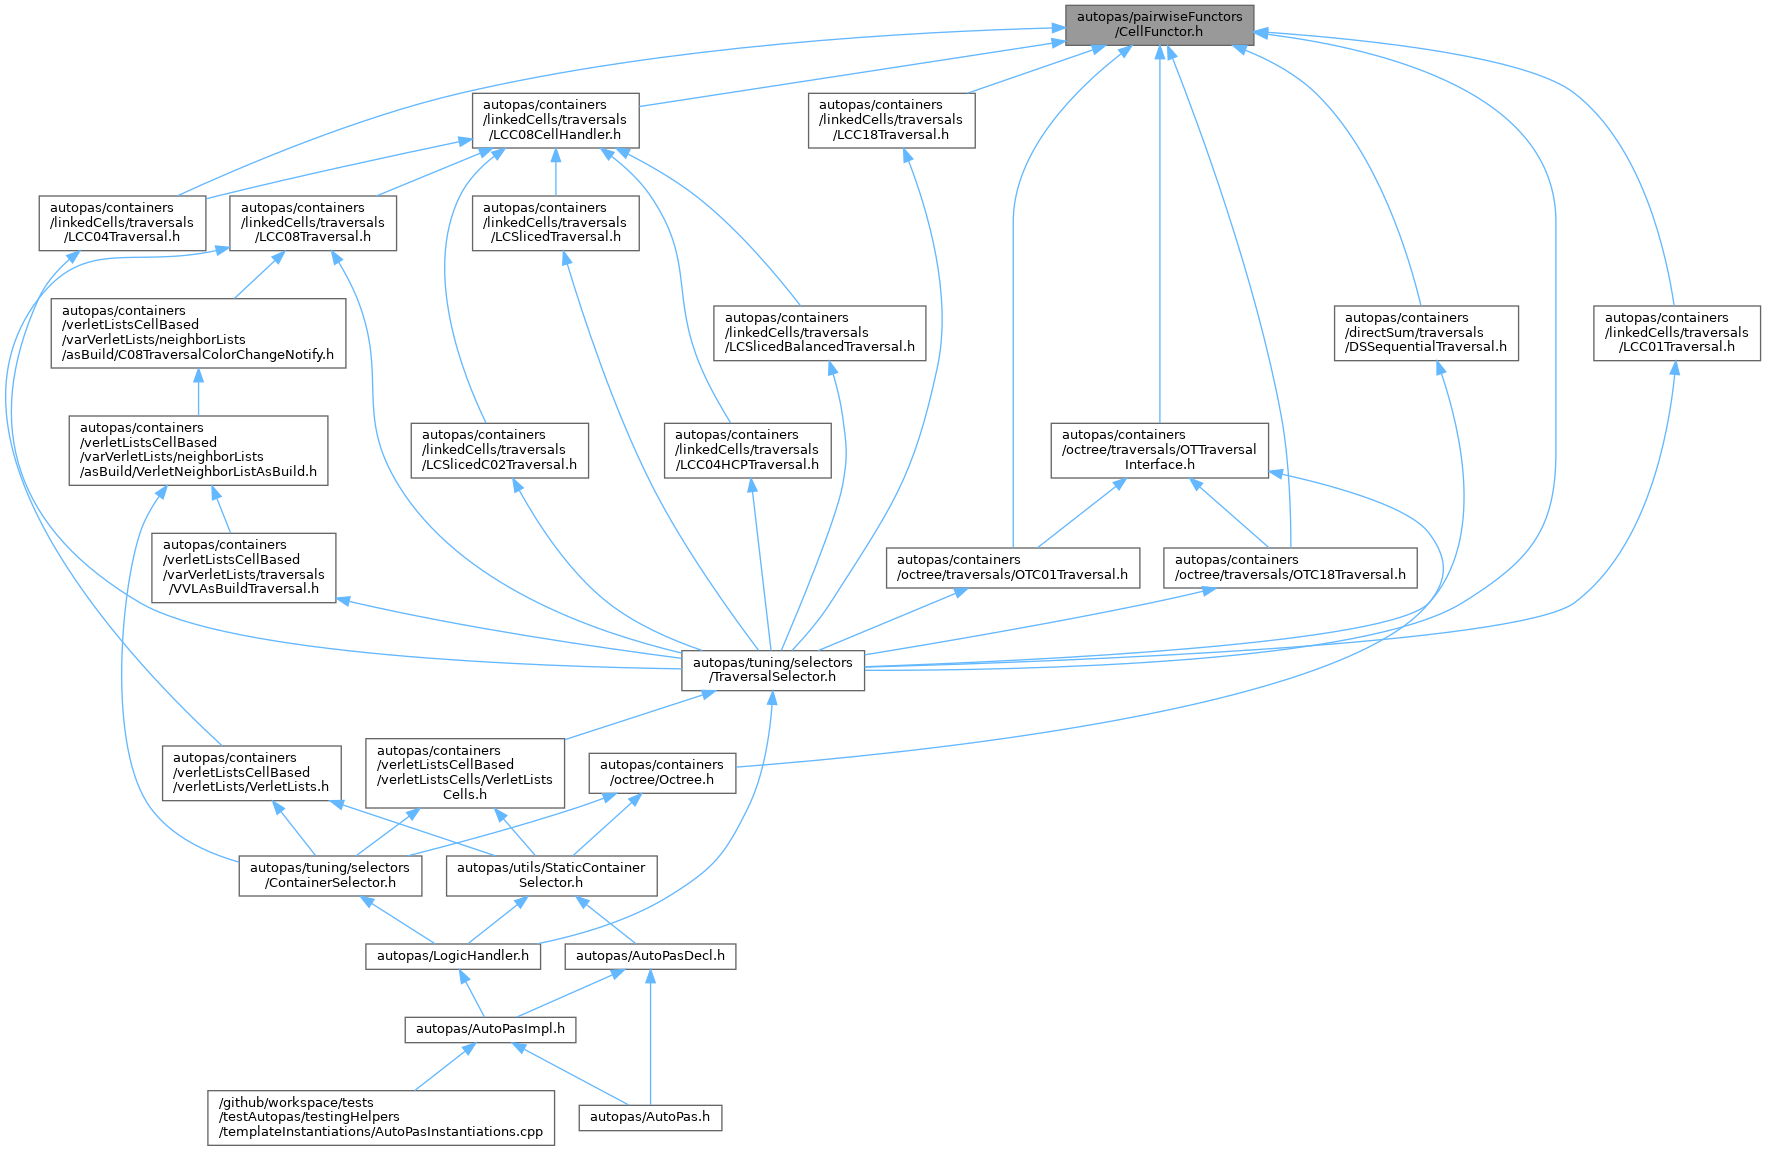 autopas/pairwiseFunctors
/CellFunctor.h
autopas/containers
/linkedCells/traversals
/LCC08CellHandler.h
autopas/containers
/linkedCells/traversals
/LCC18Traversal.h
autopas/containers
/linkedCells/traversals
/LCC04Traversal.h
autopas/containers
/linkedCells/traversals
/LCC08Traversal.h
autopas/containers
/linkedCells/traversals
/LCSlicedTraversal.h
autopas/containers
/verletListsCellBased
/varVerletLists/neighborLists
/asBuild/C08TraversalColorChangeNotify.h
autopas/containers
/linkedCells/traversals
/LCSlicedBalancedTraversal.h
autopas/containers
/directSum/traversals
/DSSequentialTraversal.h
autopas/containers
/linkedCells/traversals
/LCC01Traversal.h
autopas/containers
/verletListsCellBased
/varVerletLists/neighborLists
/asBuild/VerletNeighborListAsBuild.h
autopas/containers
/linkedCells/traversals
/LCSlicedC02Traversal.h
autopas/containers
/linkedCells/traversals
/LCC04HCPTraversal.h
autopas/containers
/octree/traversals/OTTraversal
Interface.h
autopas/containers
/verletListsCellBased
/varVerletLists/traversals
/VVLAsBuildTraversal.h
autopas/containers
/octree/traversals/OTC01Traversal.h
autopas/containers
/octree/traversals/OTC18Traversal.h
autopas/tuning/selectors
/TraversalSelector.h
autopas/containers
/verletListsCellBased
/verletLists/VerletLists.h
autopas/containers
/verletListsCellBased
/verletListsCells/VerletLists
Cells.h
autopas/containers
/octree/Octree.h
autopas/tuning/selectors
/ContainerSelector.h
autopas/utils/StaticContainer
Selector.h
autopas/LogicHandler.h
autopas/AutoPasDecl.h
autopas/AutoPasImpl.h
/github/workspace/tests
/testAutopas/testingHelpers
/templateInstantiations/AutoPasInstantiations.cpp
autopas/AutoPas.h